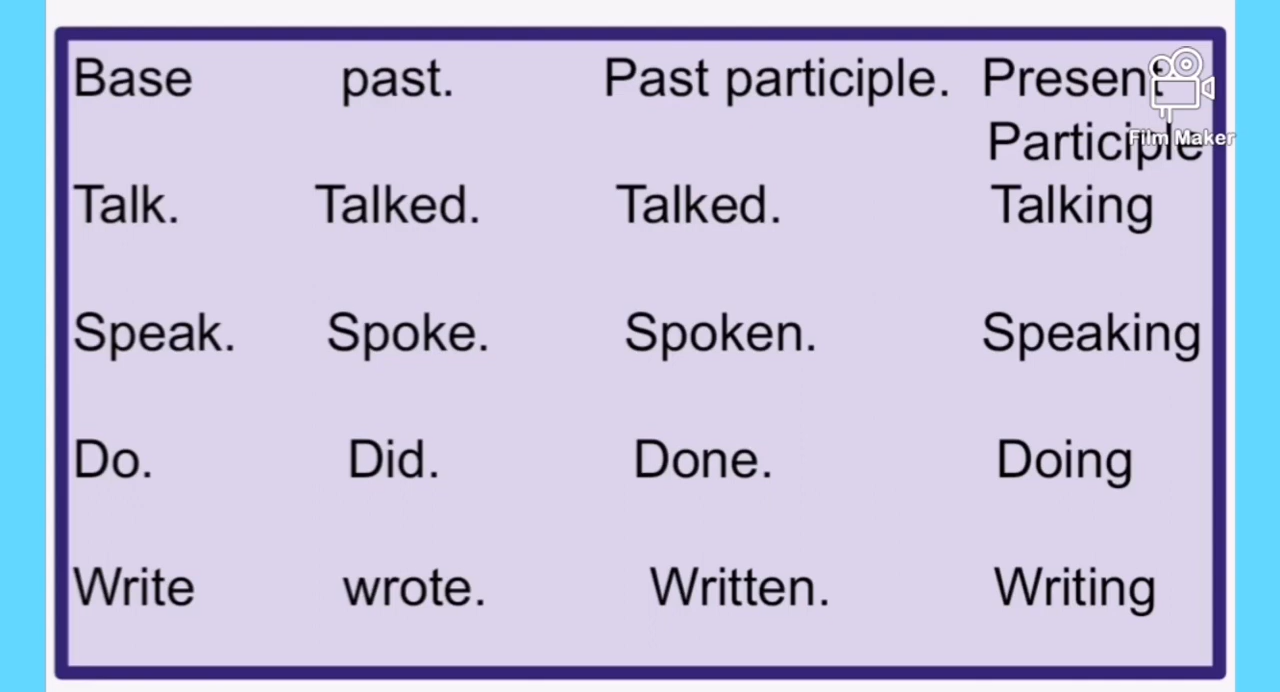 Base past. Past participle. Present
Participle
Film Maker
Talk. Talked. Talked. Talking
Speak. Spoke. Spoken. Speaking
Do. Did. Done. Doing
Write wrote. Written. Writing